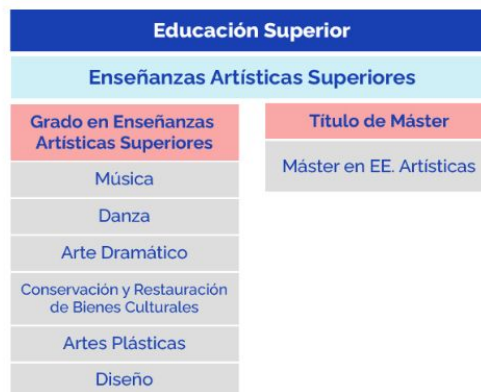 Educación Superior
Enseñanzas Artísticas Superiores
Grado en Enseñanzas
Artísticas Superiores
Música
Danza
Arte Dramático
Conservación y Restauración
de Bienes Culturales
Artes Plásticas
Diseño
Título de Máster
Máster en EE. Artísticas